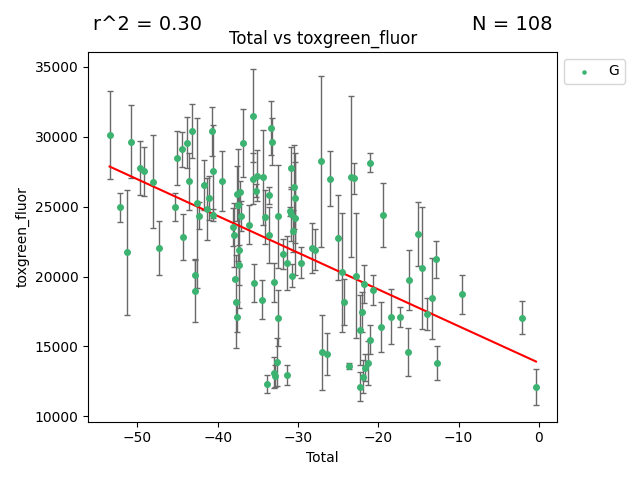 r^2 = 0.30 N = 108
Total vs toxgreen_fluor
G
35000
30000
25000
20000
15000
10000
toxgreen_fluor
−50 −40 −30 −20 −10 0
Total